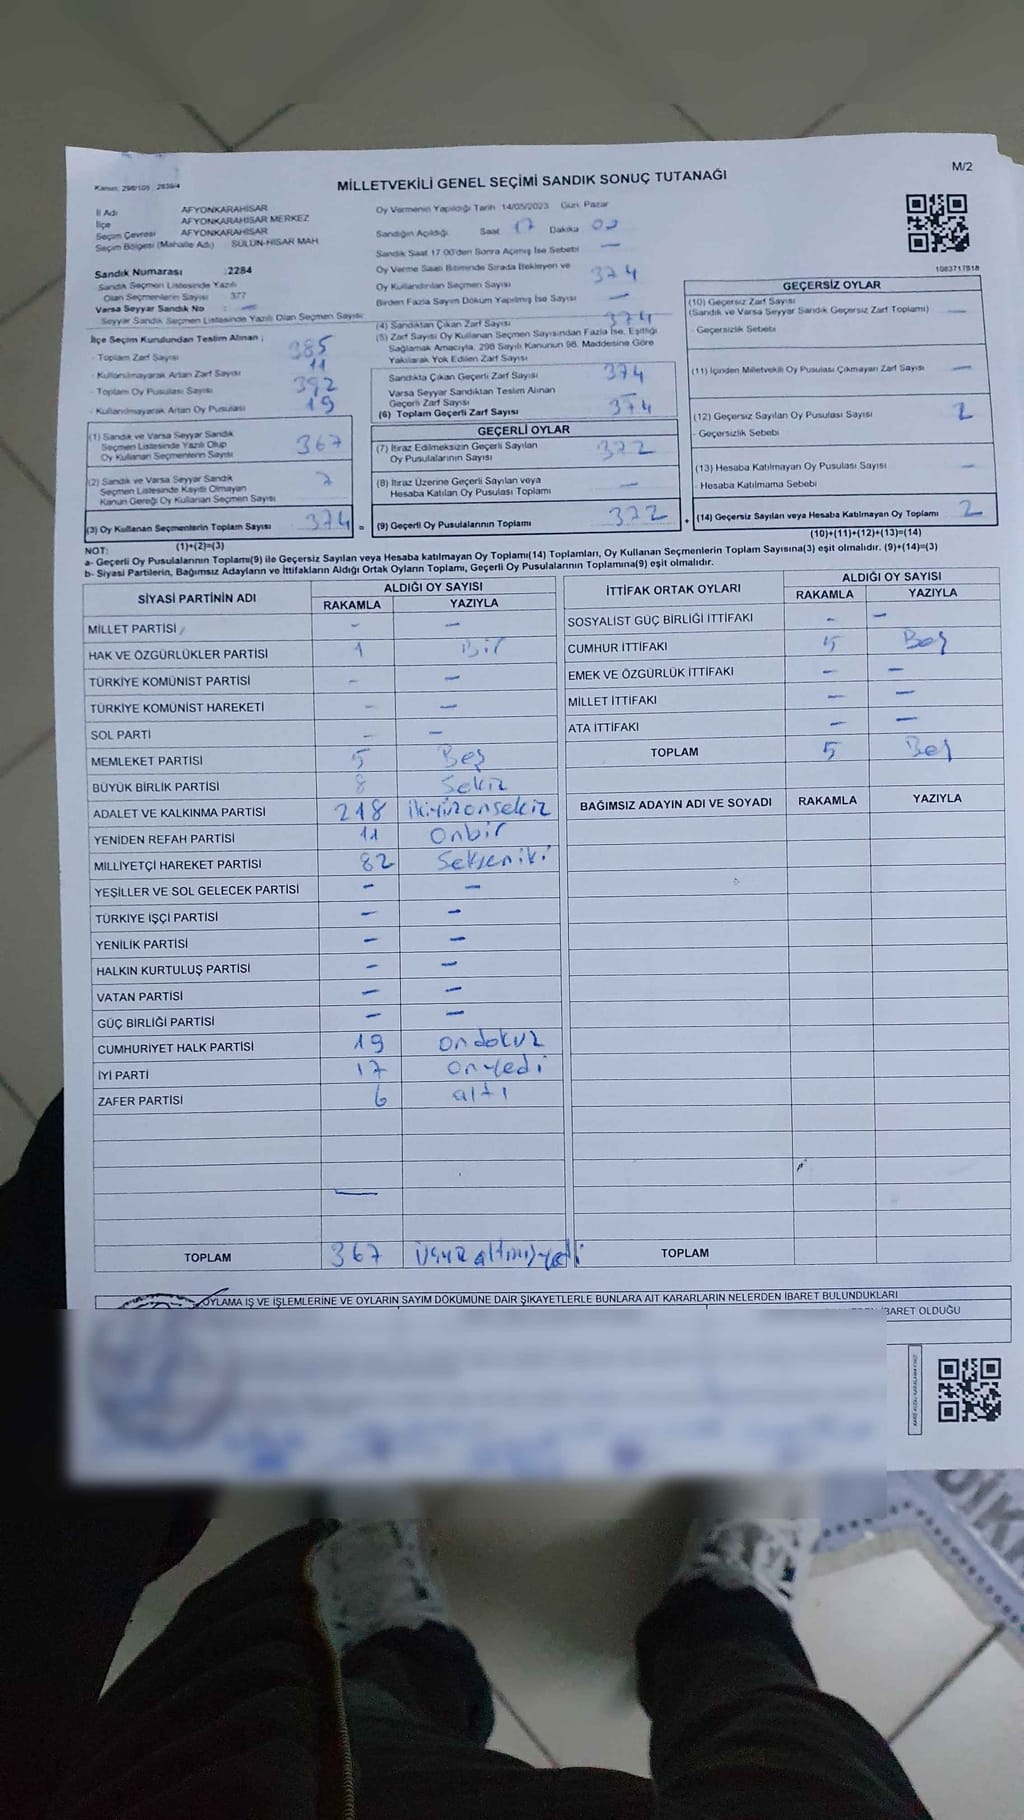 Kanun: 298/105, 2839/4
MİLLETVEKİLİ GENEL SEÇİMİ SANDIK SONUÇ TUTANAĞI
M/2
İl Adı AFYONKARAHİSAR
İlçe AFYONKARAHİSAR MERKEZ
Seçim Çevresi AFYONKARAHİSAR
Seçim Bölgesi (Mahalle Adı) SÜLÜN-HİSAR MAH
Sandık Numarası :2284
Sandık Seçmen Listesinde Yazılı
Olan Seçmenlerin Sayısı : 377
Varsa Seyyar Sandık No : —
Seyyar Sandık Seçmen Listesinde Yazılı Olan Seçmen Sayısı
Oy Vermenin Yapıldığı Tarih: 14/05/2023 Gün: Pazar
Sandığın Açıldığı Saat 17 Dakika 00
Sandık Saat 17:00'den Sonra Açılmış İse Sebebi —
Oy Verme Saati Bitiminde Sırada Bekleyen ve
Oy Kullandırılan Seçmen Sayısı 374
Birden Fazla Sayım Döküm Yapılmış İse Sayısı —
1083717818
İlçe Seçim Kurulundan Teslim Alınan ;
- Toplam Zarf Sayısı 385
- Kullanılmayarak Artan Zarf Sayısı 11
- Toplam Oy Pusulası Sayısı 392
- Kullanılmayarak Artan Oy Pusulası 19
(1) Sandık ve Varsa Seyyar Sandık
Seçmen Listesinde Yazılı Olup
Oy Kullanan Seçmenlerin Sayısı 367
(2) Sandık ve Varsa Seyyar Sandık
Seçmen Listesinde Kayıtlı Olmayan
Kanun Gereği Oy Kullanan Seçmen Sayısı 7
(3) Oy Kullanan Seçmenlerin Toplam Sayısı 374 =
(1)+(2)=(3)
(4) Sandıktan Çıkan Zarf Sayısı 374
(5) Zarf Sayısı Oy Kullanan Seçmen Sayısından Fazla İse, Eşitliği
Sağlamak Amacıyla, 298 Sayılı Kanunun 98. Maddesine Göre
Yakılarak Yok Edilen Zarf Sayısı
Sandıkta Çıkan Geçerli Zarf Sayısı 374
Varsa Seyyar Sandıktan Teslim Alınan
Geçerli Zarf Sayısı
(6) Toplam Geçerli Zarf Sayısı 374
GEÇERLİ OYLAR
(7) İtiraz Edilmeksizin Geçerli Sayılan
Oy Pusulalarının Sayısı 372
(8) İtiraz Üzerine Geçerli Sayılan veya
Hesaba Katılan Oy Pusulası Toplamı —
(9) Geçerli Oy Pusulalarının Toplamı 372 +
GEÇERSİZ OYLAR
(10) Geçersiz Zarf Sayısı
(Sandık ve Varsa Seyyar Sandık Geçersiz Zarf Toplamı) —
- Geçersizlik Sebebi
(11) İçinden Milletvekili Oy Pusulası Çıkmayan Zarf Sayısı —
(12) Geçersiz Sayılan Oy Pusulası Sayısı 2
- Geçersizlik Sebebi
(13) Hesaba Katılmayan Oy Pusulası Sayısı —
- Hesaba Katılmama Sebebi
(14) Geçersiz Sayılan veya Hesaba Katılmayan Oy Toplamı 2
(10)+(11)+(12)+(13)=(14)
NOT:
a- Geçerli Oy Pusulalarının Toplamı(9) ile Geçersiz Sayılan veya Hesaba katılmayan Oy Toplamı(14) Toplamları, Oy Kullanan Seçmenlerin Toplam Sayısına(3) eşit olmalıdır. (9)+(14)=(3)
b- Siyasi Partilerin, Bağımsız Adayların ve İttifakların Aldığı Ortak Oyların Toplamı, Geçerli Oy Pusulalarının Toplamına(9) eşit olmalıdır.
SİYASİ PARTİNİN ADI ALDIĞI OY SAYISI
RAKAMLA YAZIYLA
MİLLET PARTİSİ - —
HAK VE ÖZGÜRLÜKLER PARTİSİ 1 Bir
TÜRKİYE KOMÜNİST PARTİSİ - —
TÜRKİYE KOMÜNİST HAREKETİ - —
SOL PARTİ - —
MEMLEKET PARTİSİ 5 Beş
BÜYÜK BİRLİK PARTİSİ 8 Sekiz
ADALET VE KALKINMA PARTİSİ 218 ikiyüzonsekiz
YENİDEN REFAH PARTİSİ 11 onbir
MİLLİYETÇİ HAREKET PARTİSİ 82 Sekseniki
YEŞİLLER VE SOL GELECEK PARTİSİ - —
TÜRKİYE İŞÇİ PARTİSİ - —
YENİLİK PARTİSİ - —
HALKIN KURTULUŞ PARTİSİ - —
VATAN PARTİSİ - —
GÜÇ BİRLİĞİ PARTİSİ - —
CUMHURİYET HALK PARTİSİ 19 ondokuz
İYİ PARTİ 17 onyedi
ZAFER PARTİSİ 6 altı
TOPLAM 367 üçyüzaltmışyedi
İTTİFAK ORTAK OYLARI ALDIĞI OY SAYISI
RAKAMLA YAZIYLA
SOSYALİST GÜÇ BİRLİĞİ İTTİFAKI - —
CUMHUR İTTİFAKI 5 Beş
EMEK VE ÖZGÜRLÜK İTTİFAKI - —
MİLLET İTTİFAKI - —
ATA İTTİFAKI - —
TOPLAM 5 Beş
BAĞIMSIZ ADAYIN ADI VE SOYADI RAKAMLA YAZIYLA
TOPLAM
OYLAMA İŞ VE İŞLEMLERİNE VE OYLARIN SAYIM DÖKÜMÜNE DAİR ŞİKAYETLERLE BUNLARA AİT KARARLARIN NELERDEN İBARET BULUNDUKLARI
İBARET OLDUĞU